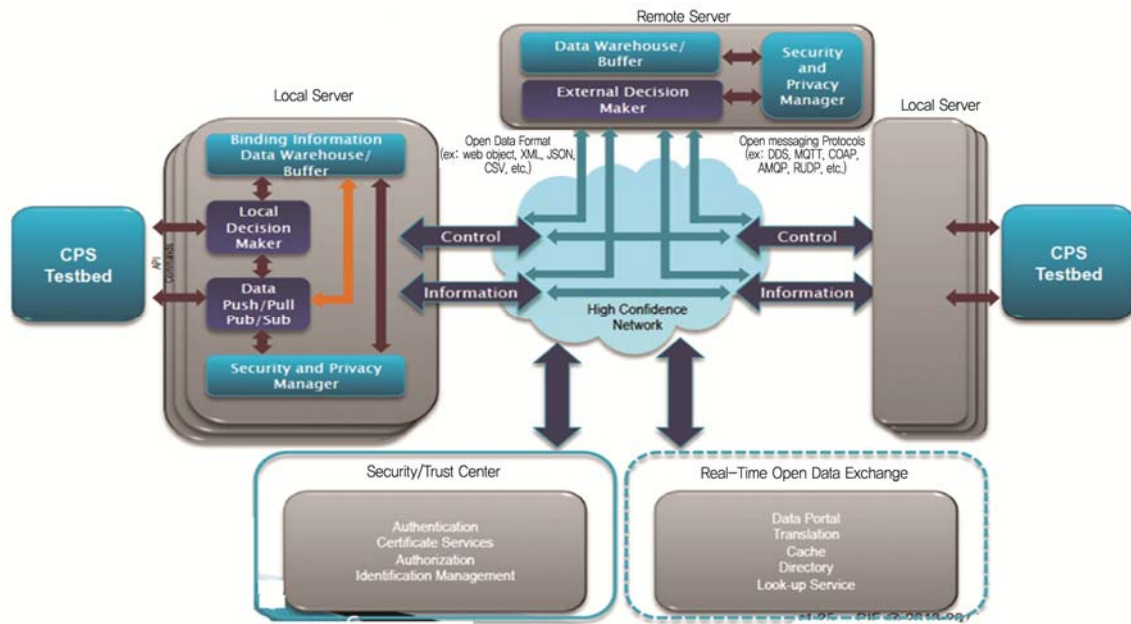 Remote Server
Data Warehouse/
Buffer
External Decision
Maker
Security
and
Privacy
Manager
Local Server
Binding Information
Data Warehouse/
Buffer
Local
Decision
Maker
Data
Push/Pull
Pub/Sub
Security and Privacy
Manager
CPS
Testbed
API
Open Data Format
(ex: web object, XML, JSON,
CSV, etc.)
Open messaging Protocols
(ex: DDS, MQTT, COAP,
AMQP, RUDP, etc.)
Control
Information
High Confidence
Network
Control
Information
Local Server
CPS
Testbed
Security/Trust Center
Authentication
Certificate Services
Authorization
Identification Management
Real-Time Open Data Exchange
Data Portal
Translation
Cache
Directory
Look-up Service